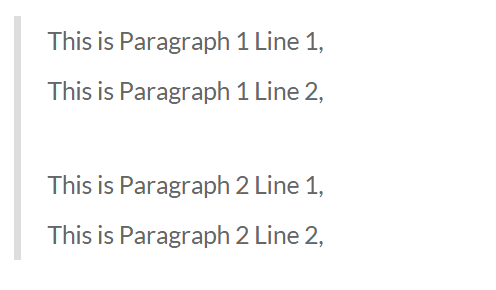 This is Paragraph 1 Line 1,
This is Paragraph 1 Line 2,
This is Paragraph 2 Line 1,
This is Paragraph 2 Line 2,